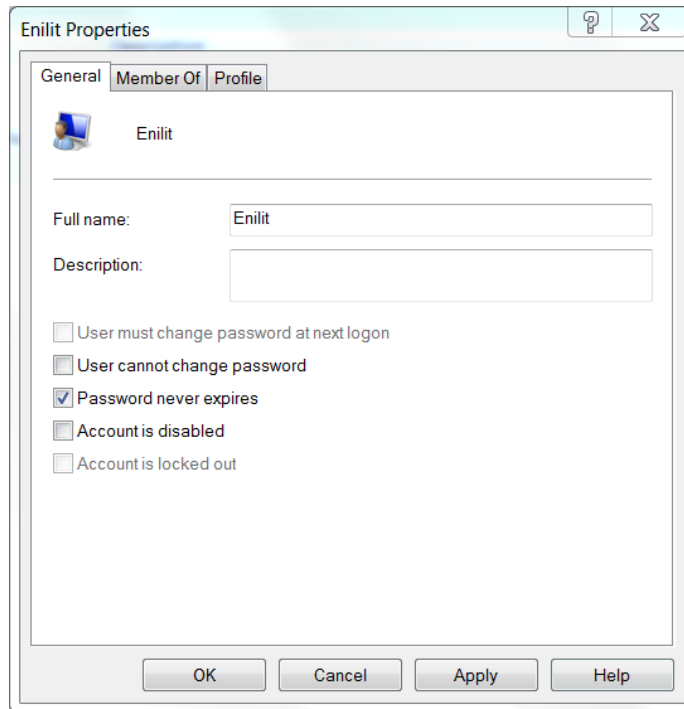 Enilit Properties
General Member Of Profile
Enilit
Full name: Enilit
Description:
User must change password at next logon
User cannot change password
Password never expires
Account is disabled
Account is locked out
OK Cancel Apply Help